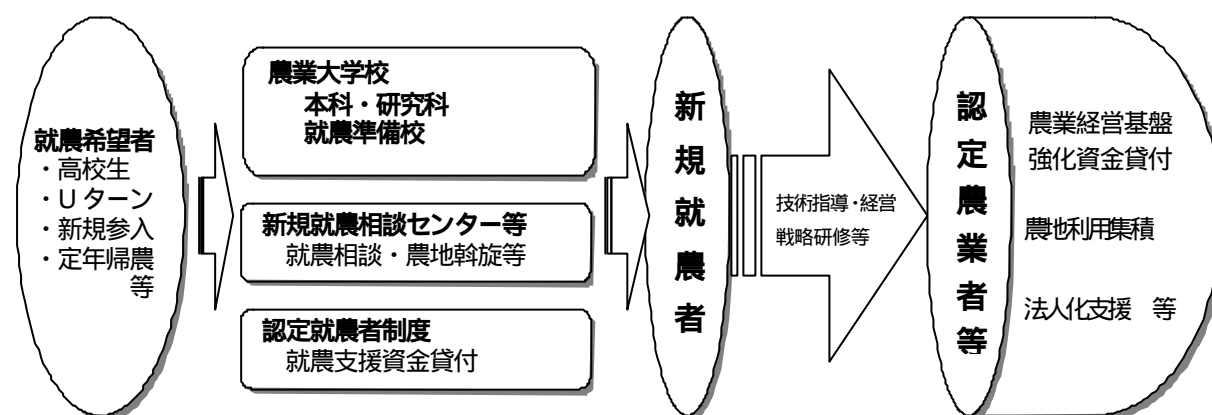 就農希望者
・高校生
・Uターン
・新規参入
・定年帰農
等
農業大学校
本科・研究科
就農準備校
新規就農相談センター等
就農相談・農地斡旋等
認定就農者制度
就農支援資金貸付
新規就農者
技術指導・経営
戦略研修等
認定農業者等
農業経営基盤
強化資金貸付
農地利用集積
法人化支援 等